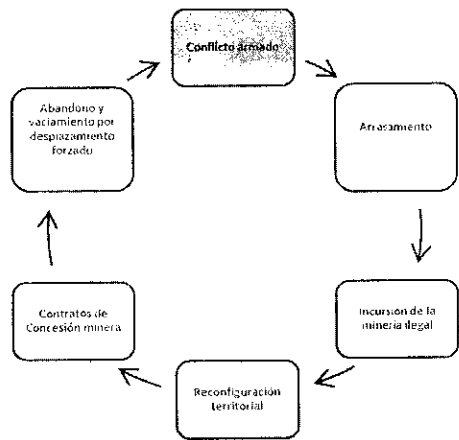 Conflicto armado
Arrasamiento
Incursión de la
minería ilegal
Reconfiguración
territorial
Contratos de
Concesión minera
Abandono y
vaciamiento por
desplazamiento
forzado